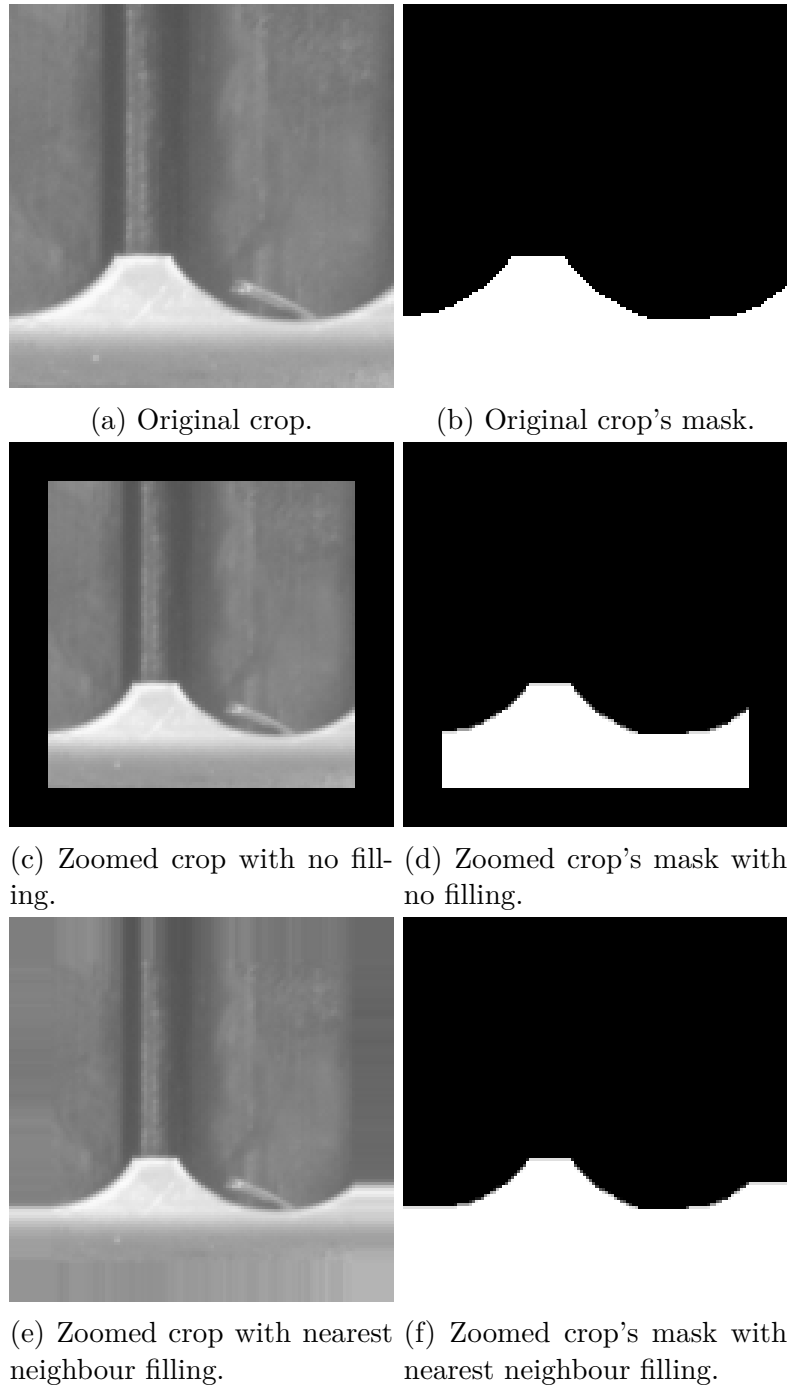 (a) Original crop.
(b) Original crop's mask.
(c) Zoomed crop with no fill-
ing.
(d) Zoomed crop's mask with
no filling.
(e) Zoomed crop with nearest
neighbour filling.
(f) Zoomed crop's mask with
nearest neighbour filling.